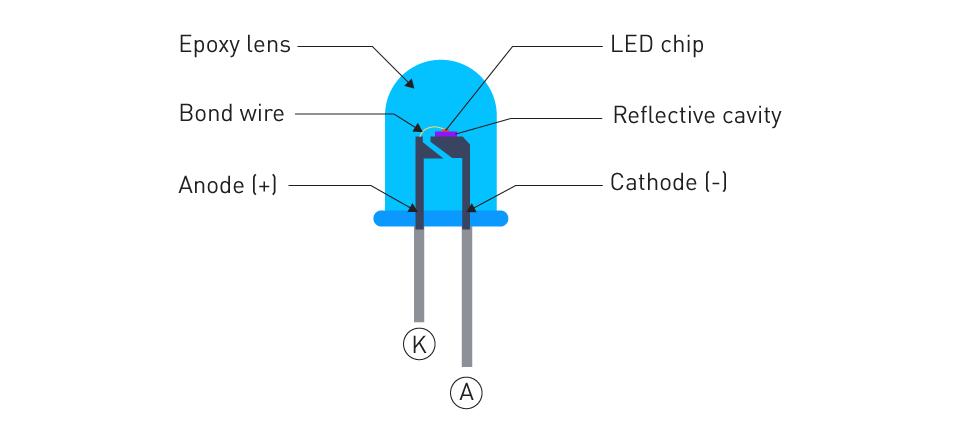 Epoxy lens
LED chip
Bond wire
Reflective cavity
Anode (+)
Cathode (-)
K
A